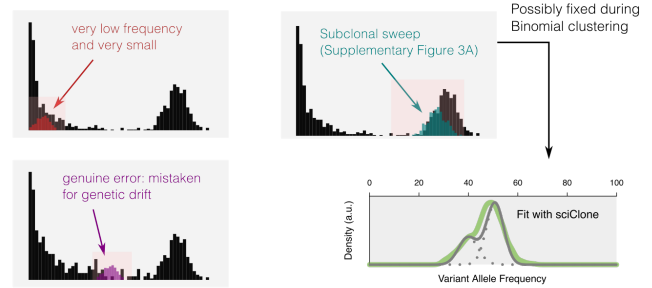 very low frequency
and very small
Subclonal sweep
(Supplementary Figure 3A)
Possibly fixed during
Binomial clustering
genuine error: mistaken
for genetic drift
0 20 40 60 80 100
Fit with sciClone
Density (a.u.)
Variant Allele Frequency